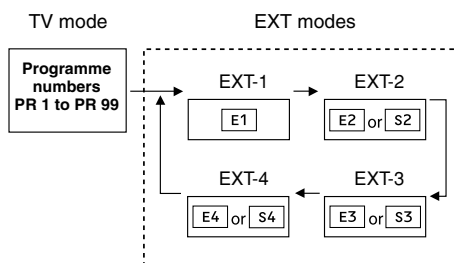 TV mode
EXT modes
Programme
numbers
PR 1 to PR 99
EXT-1
E1
EXT-2
E2 or S2
EXT-4
E4 or S4
EXT-3
E3 or S3